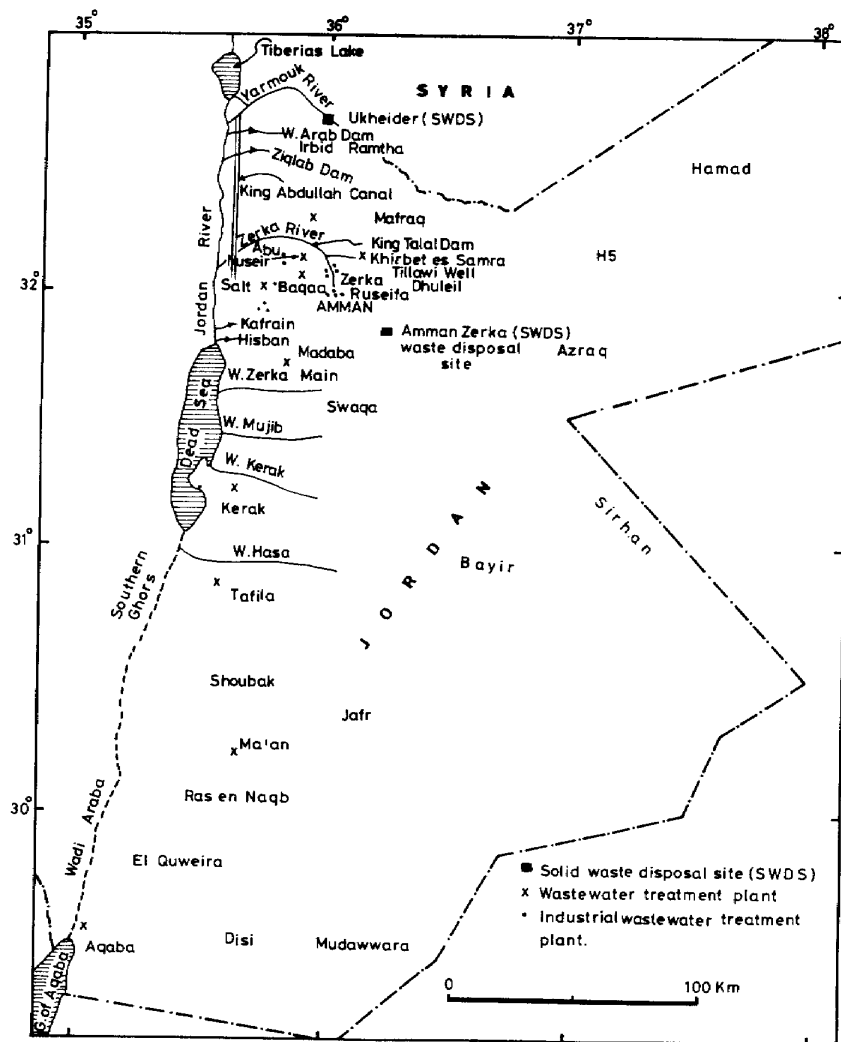 35°
36°
37°
38°
Tiberias Lake
SYRIA
Yarmouk River
Ukheider (SWDS)
W. Arab Dam
Irbid Ramtha
Ziqlab Dam
Hamad
King Abdullah Canal
Mafraq
Zerka River
King Talal Dam
Abu Nuseir
Khirbet es Samra
H5
Tillawi Well
32°
Zerka
Dhuleil
Salt
Baqaa
Ruseifa
AMMAN
Jordan River
Kafrain
Amman Zerka (SWDS)
waste disposal
site
Hisban
Azraq
Madaba
W. Zerka Main
Dead Sea
Swaqa
W. Mujib
W. Kerak
Kerak
JORDAN
Sirhan
31°
W. Hasa
Bayir
Southern
Ghors
Tafila
Shoubak
Jafr
Ma'an
Ras en Naqb
30°
Wadi Araba
El Quweira
Solid waste disposal site (SWDS)
x Wastewater treatment plant
Industrial wastewater treatment
plant.
Aqaba
Disi
Mudawwara
G. of Aqaba
0
100 Km